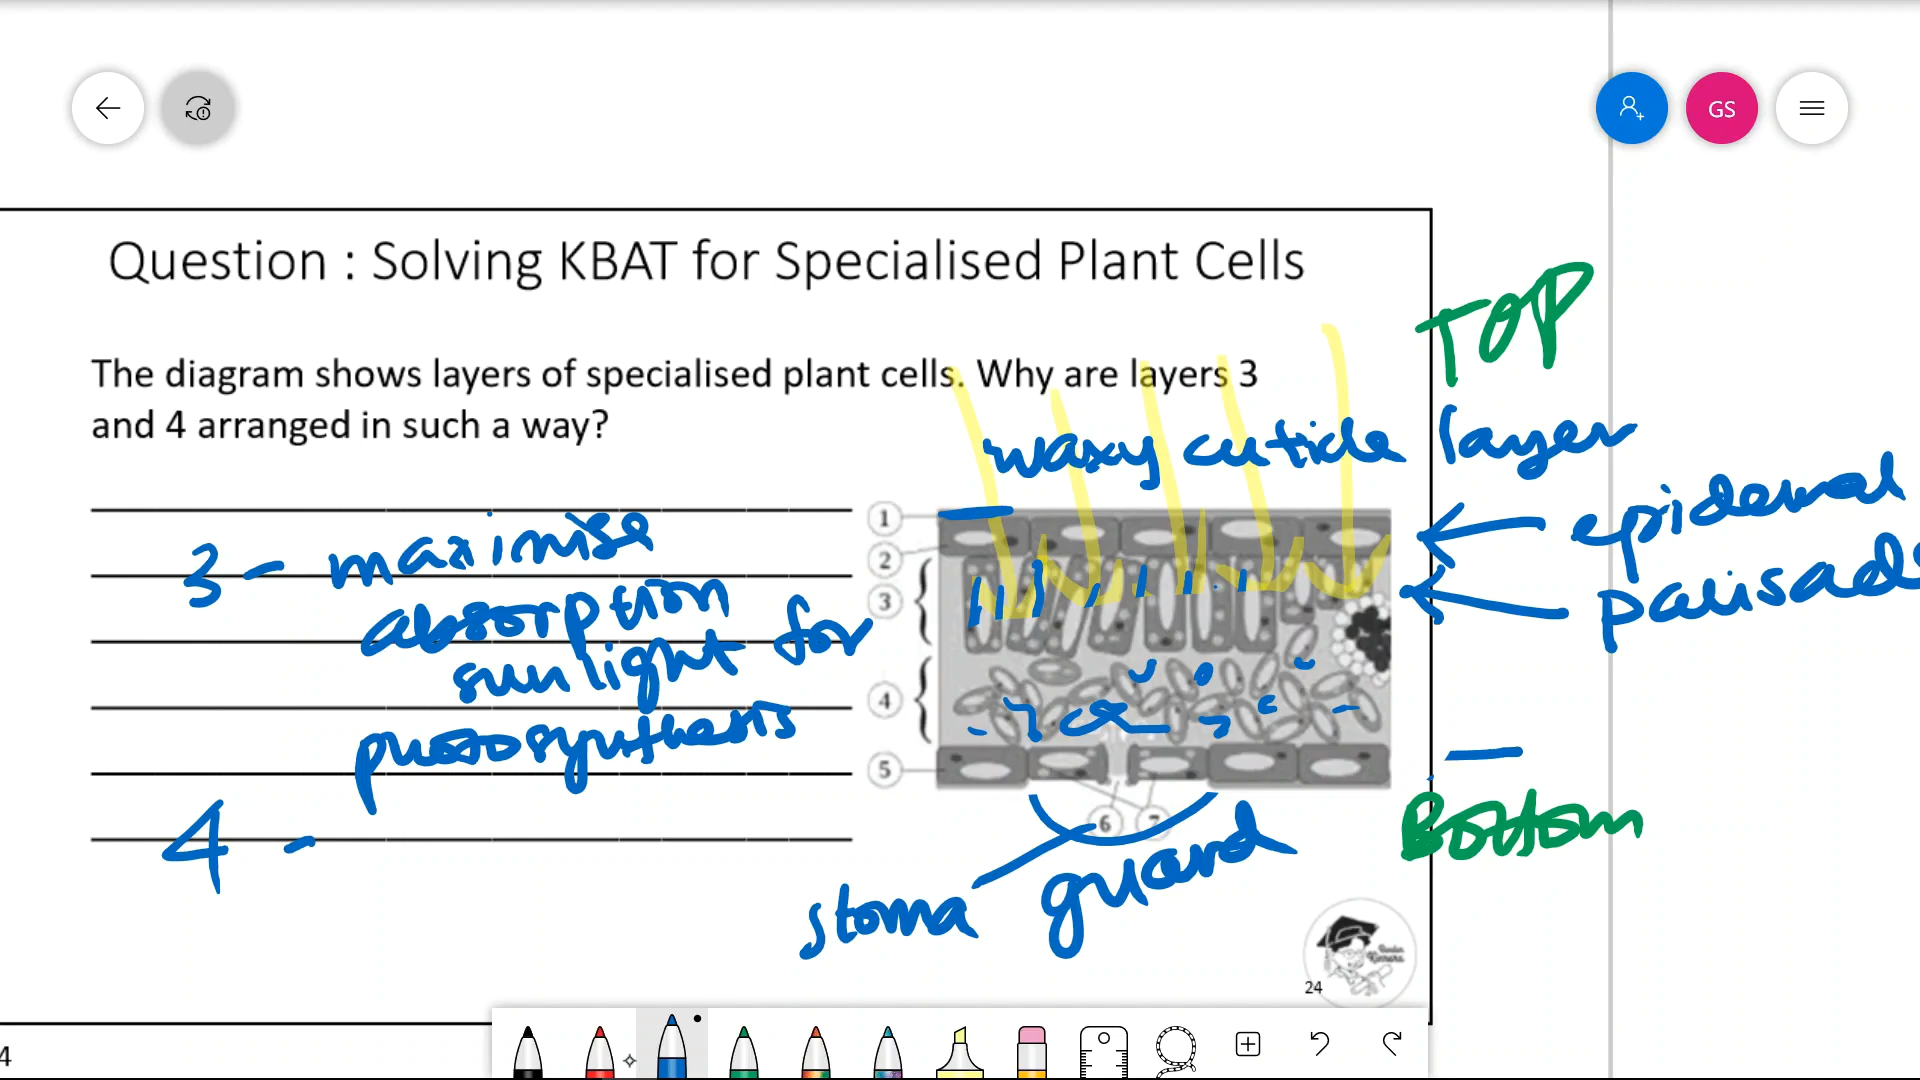 GS
Question : Solving KBAT for Specialised Plant Cells
TOP
The diagram shows layers of specialised plant cells. Why are layers 3
and 4 arranged in such a way?
waxy cuticle layer
epidermal
palisade
1
2
3
4
5
6
7
3 - maximise
absorption
sunlight for
photosynthesis
4 -
Bottom
stoma
guard
24
4